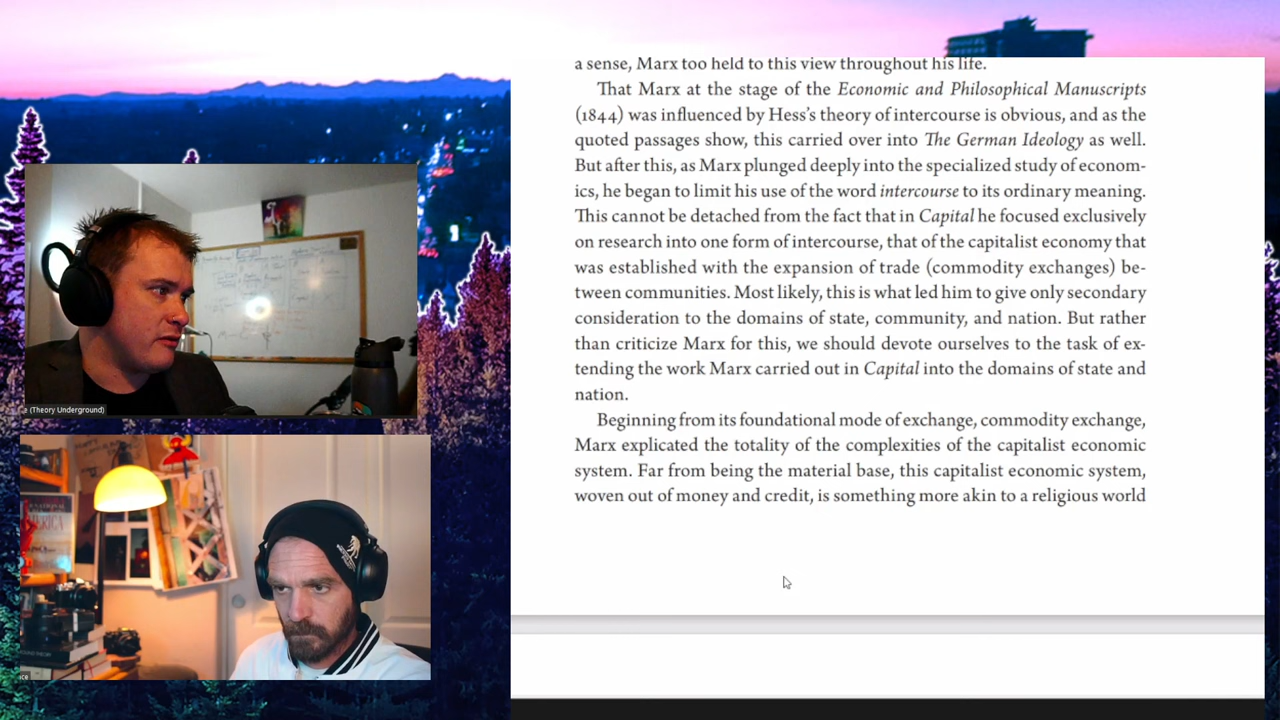 a sense, Marx too held to this view throughout his life.
That Marx at the stage of the Economic and Philosophical Manuscripts
(1844) was influenced by Hess's theory of intercourse is obvious, and as the
quoted passages show, this carried over into The German Ideology as well.
But after this, as Marx plunged deeply into the specialized study of econom-
ics, he began to limit his use of the word intercourse to its ordinary meaning.
This cannot be detached from the fact that in Capital he focused exclusively
on research into one form of intercourse, that of the capitalist economy that
was established with the expansion of trade (commodity exchanges) be-
tween communities. Most likely, this is what led him to give only secondary
consideration to the domains of state, community, and nation. But rather
than criticize Marx for this, we should devote ourselves to the task of ex-
tending the work Marx carried out in Capital into the domains of state and
nation.
Beginning from its foundational mode of exchange, commodity exchange,
Marx explicated the totality of the complexities of the capitalist economic
system. Far from being the material base, this capitalist economic system,
woven out of money and credit, is something more akin to a religious world
(Theory Underground)